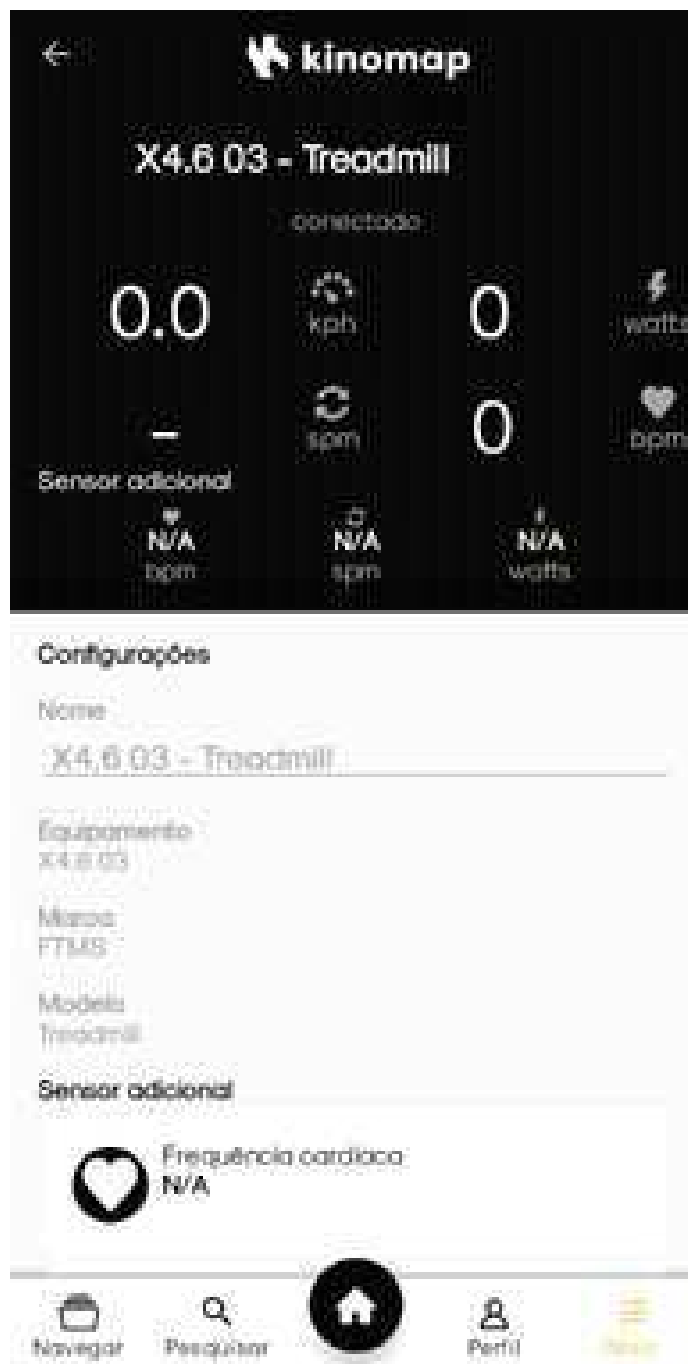 kinomap
X4.6 03 - Treadmill
conectado
0.0 kph 0 watts
- spm 0 bpm
Sensor adicional
N/A N/A N/A
bpm spm watts
Configurações
Nome
X4.6 03 - Treadmill
Equipamento
X4.6 03
Marca
FTMS
Modelo
Treadmill
Sensor adicional
Frequência cardíaca
N/A
Navegar Pesquisar Perfil